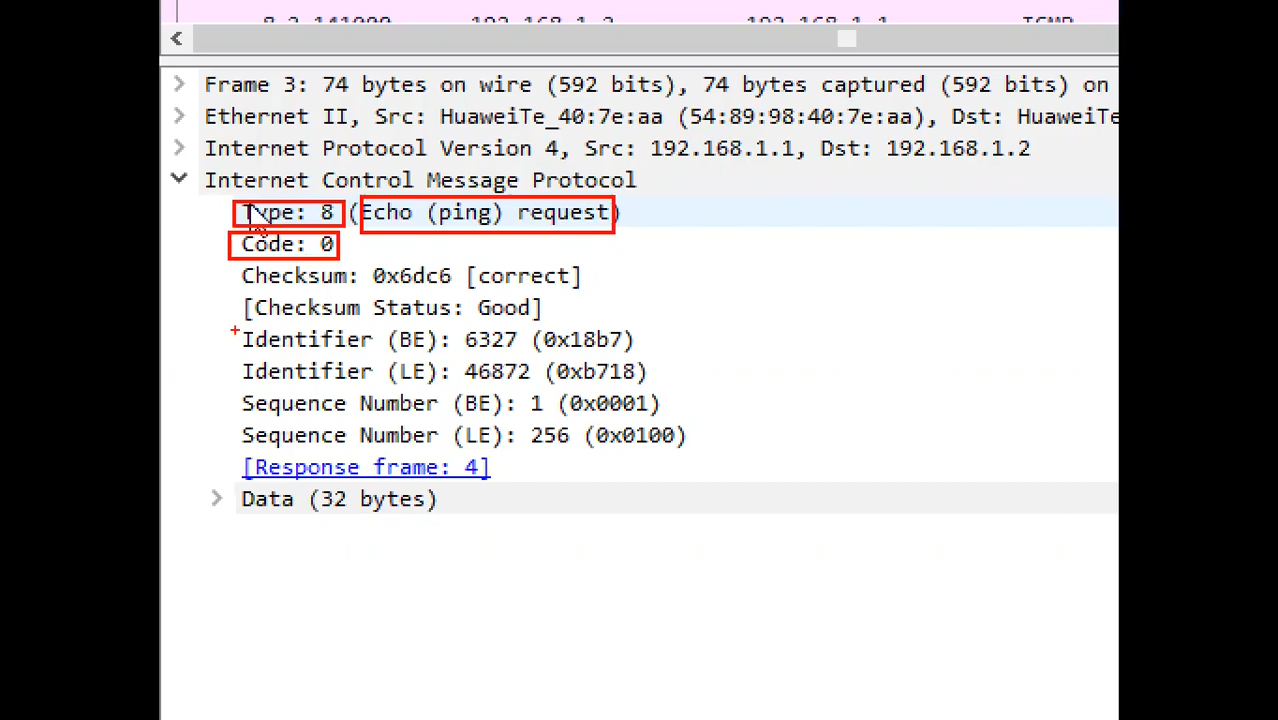 Frame 3: 74 bytes on wire (592 bits), 74 bytes captured (592 bits) on
Ethernet II, Src: HuaweiTe_40:7e:aa (54:89:98:40:7e:aa), Dst: HuaweiTe
Internet Protocol Version 4, Src: 192.168.1.1, Dst: 192.168.1.2
Internet Control Message Protocol
Type: 8 (Echo (ping) request)
Code: 0
Checksum: 0x6dc6 [correct]
[Checksum Status: Good]
Identifier (BE): 6327 (0x18b7)
Identifier (LE): 46872 (0xb718)
Sequence Number (BE): 1 (0x0001)
Sequence Number (LE): 256 (0x0100)
[Response frame: 4]
Data (32 bytes)